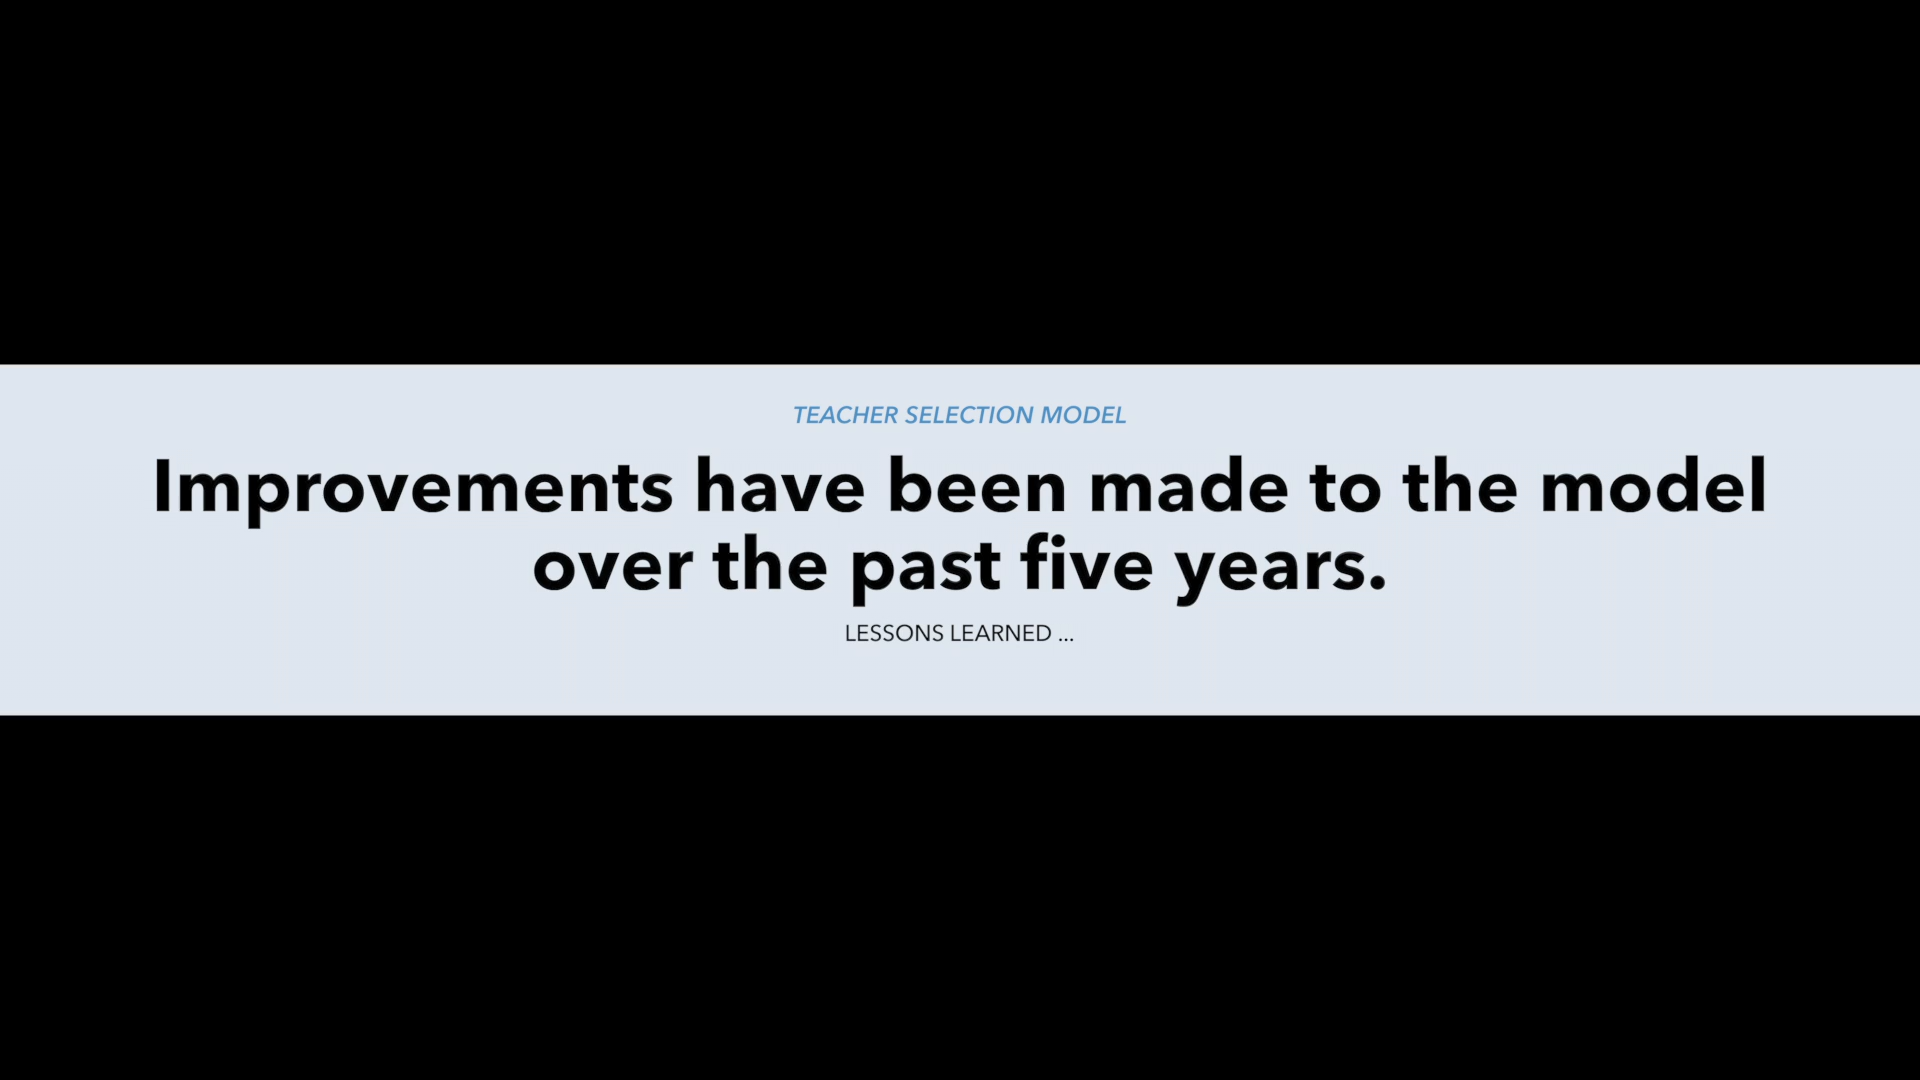 TEACHER SELECTION MODEL
Improvements have been made to the model
over the past five years.
LESSONS LEARNED ...